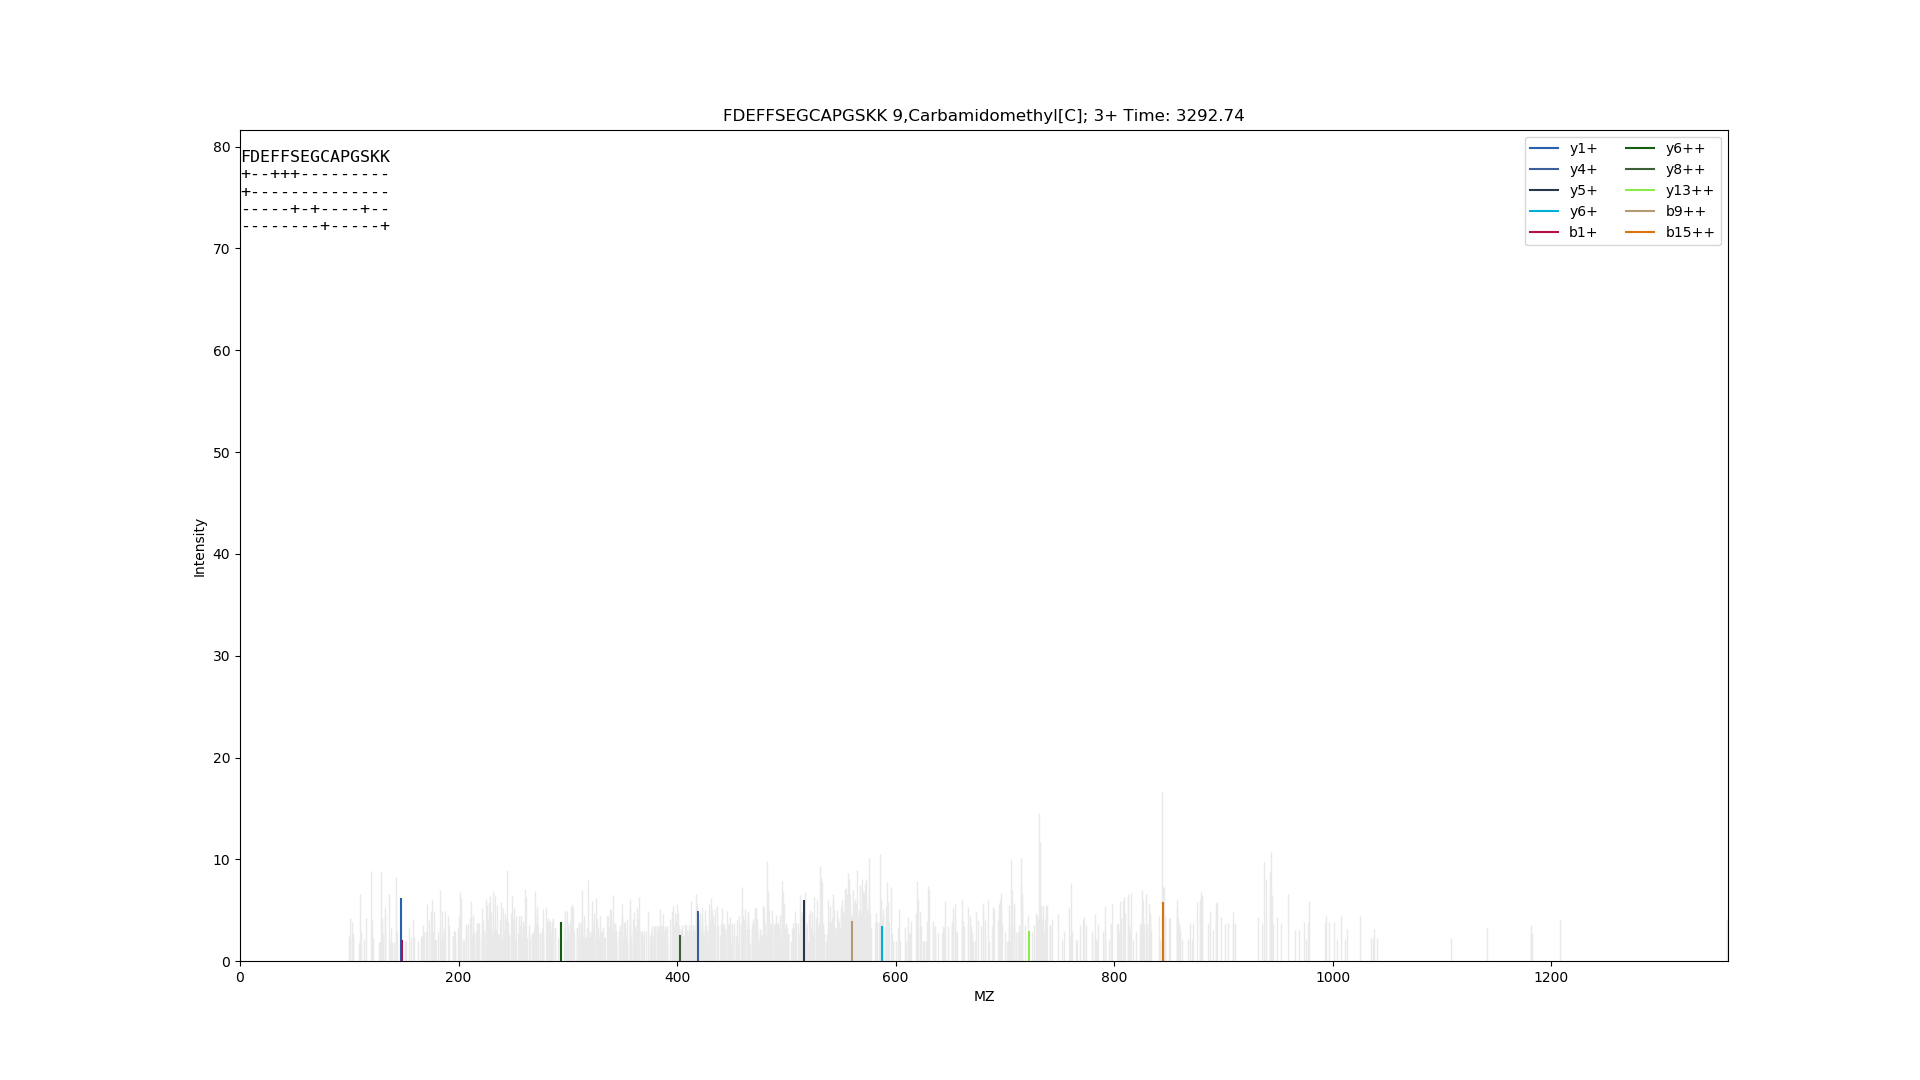 FDEFFSEGCAPGSKK 9,Carbamidomethyl[C]; 3+ Time: 3292.74
FDEFFSEGCAPGSKK
+--+++---------
+--------------
-----+-+----+--
--------+-----+
y1+
y4+
y5+
y6+
b1+
y6++
y8++
y13++
b9++
b15++
80
70
60
50
40
30
20
10
0
Intensity
0 200 400 600 800 1000 1200
MZ